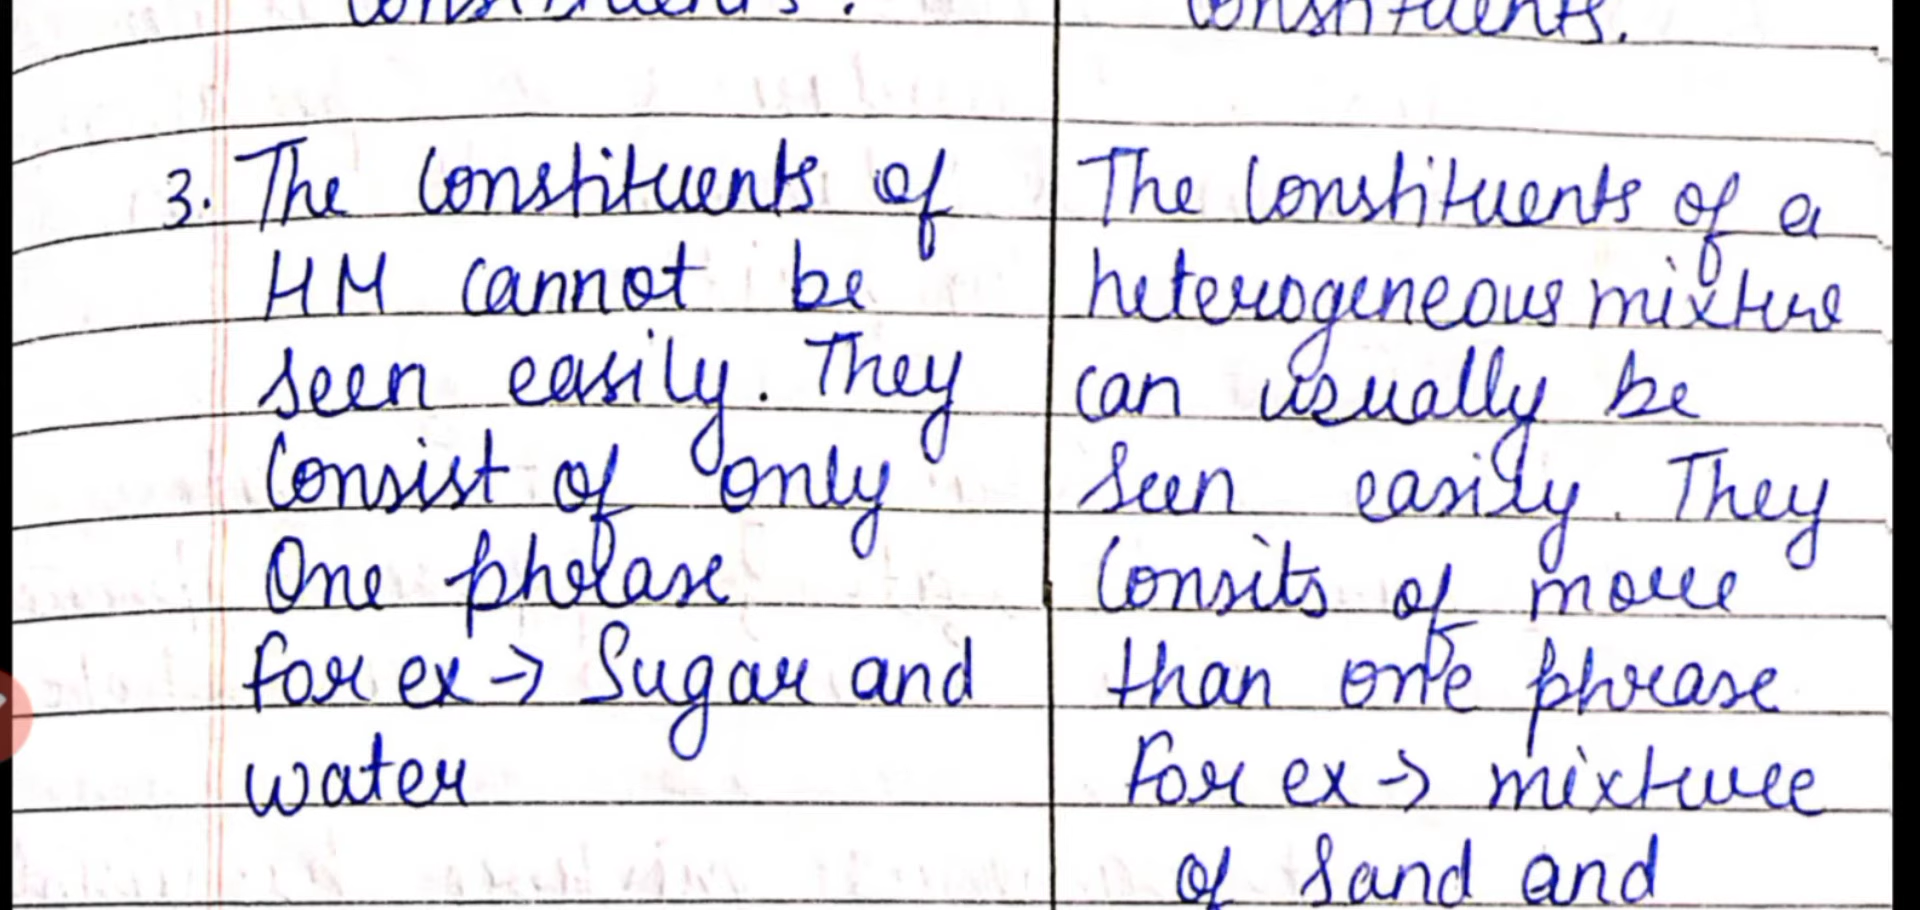 constituents.
constituents.
3. The constituents of
HM cannot be
seen easily. They
consist of only
One phrase
for ex → Sugar and
water
The constituents of a
heterogeneous mixture
can usually be
seen easily. They
consits of more
than one phrase
For ex → mixture
of sand and